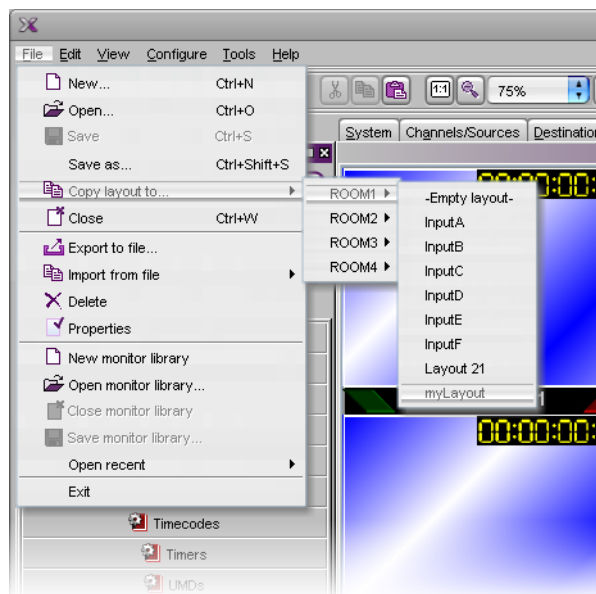 File Edit View Configure Tools Help
New... Ctrl+N
Open... Ctrl+O
Save Ctrl+S
Save as... Ctrl+Shift+S
Copy layout to...
Close Ctrl+W
Export to file...
Import from file
Delete
Properties
New monitor library
Open monitor library...
Close monitor library
Save monitor library...
Open recent
Exit
1:1 75%
System Channels/Sources
ROOM1
ROOM2
ROOM3
ROOM4
-Empty layout-
InputA
InputB
InputC
InputD
InputE
InputF
Layout 21
myLayout
00:00:00:
00:00:00:
Timecodes
Timers
UMDs